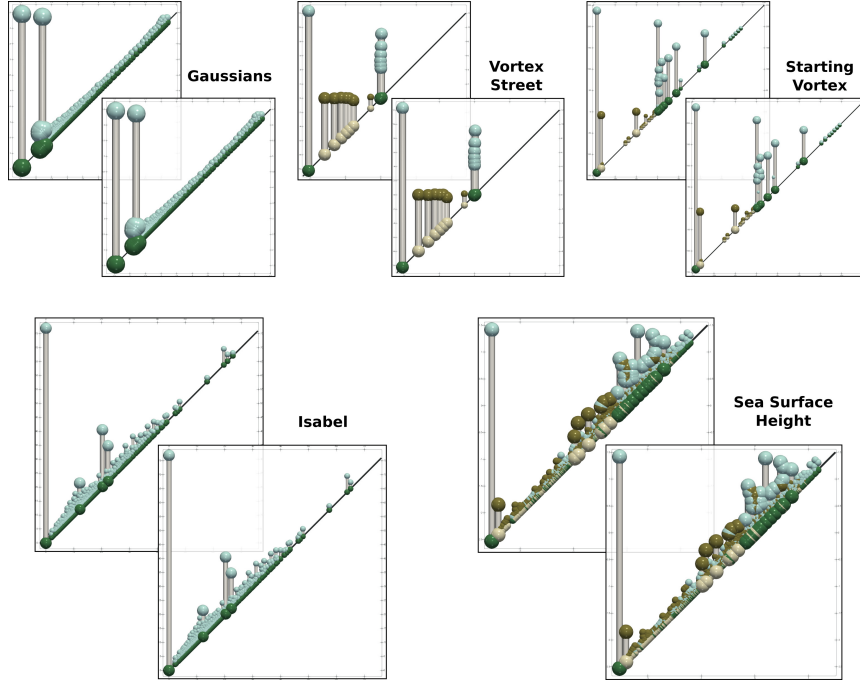 Gaussians
Vortex
Street
Starting
Vortex
Isabel
Sea Surface
Height